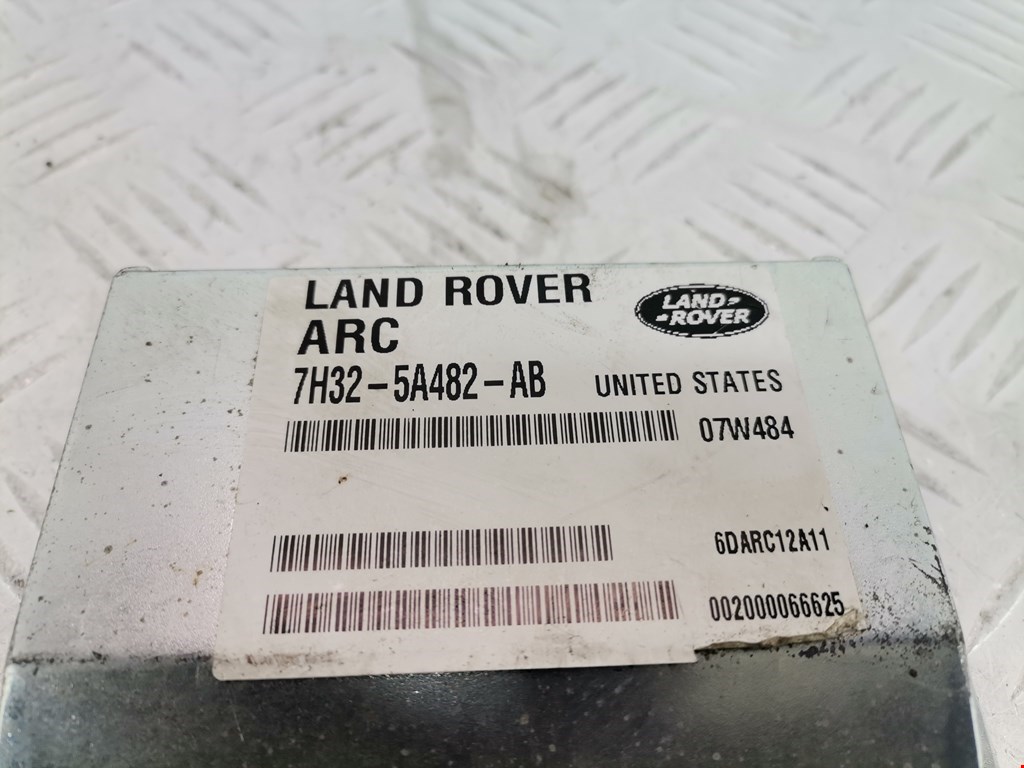 LAND ROVER
LAND-
-ROVER
ARC
7H32-5A482-AB UNITED STATES
07W484
6DARC12A11
002000066625